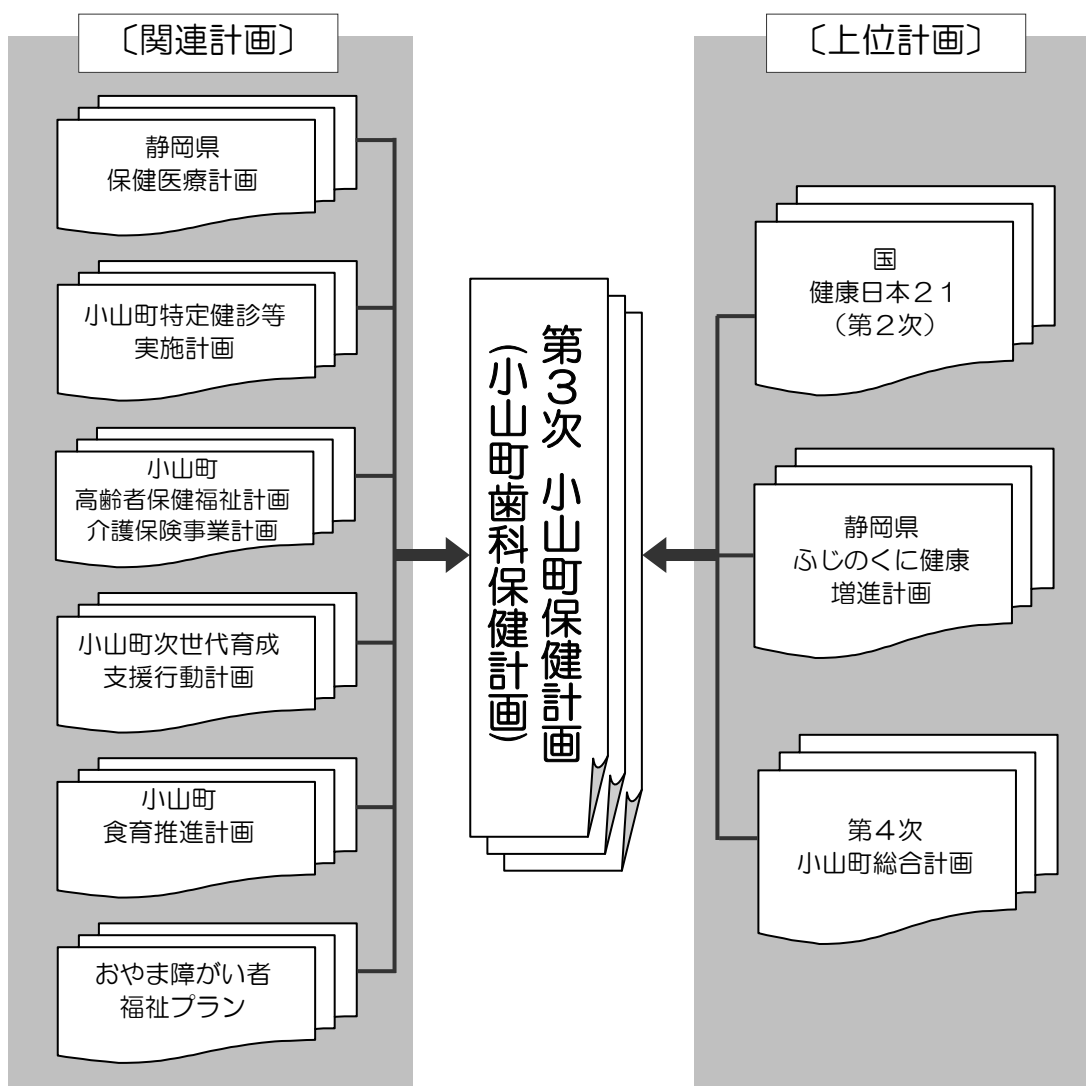 〔関連計画〕
静岡県
保健医療計画
小山町特定健診等
実施計画
小山町
高齢者保健福祉計画
介護保険事業計画
小山町次世代育成
支援行動計画
小山町
食育推進計画
おやま障がい者
福祉プラン
第３次 小山町保健計画
（小山町歯科保健計画）
〔上位計画〕
国
健康日本２１
（第２次）
静岡県
ふじのくに健康
増進計画
第４次
小山町総合計画